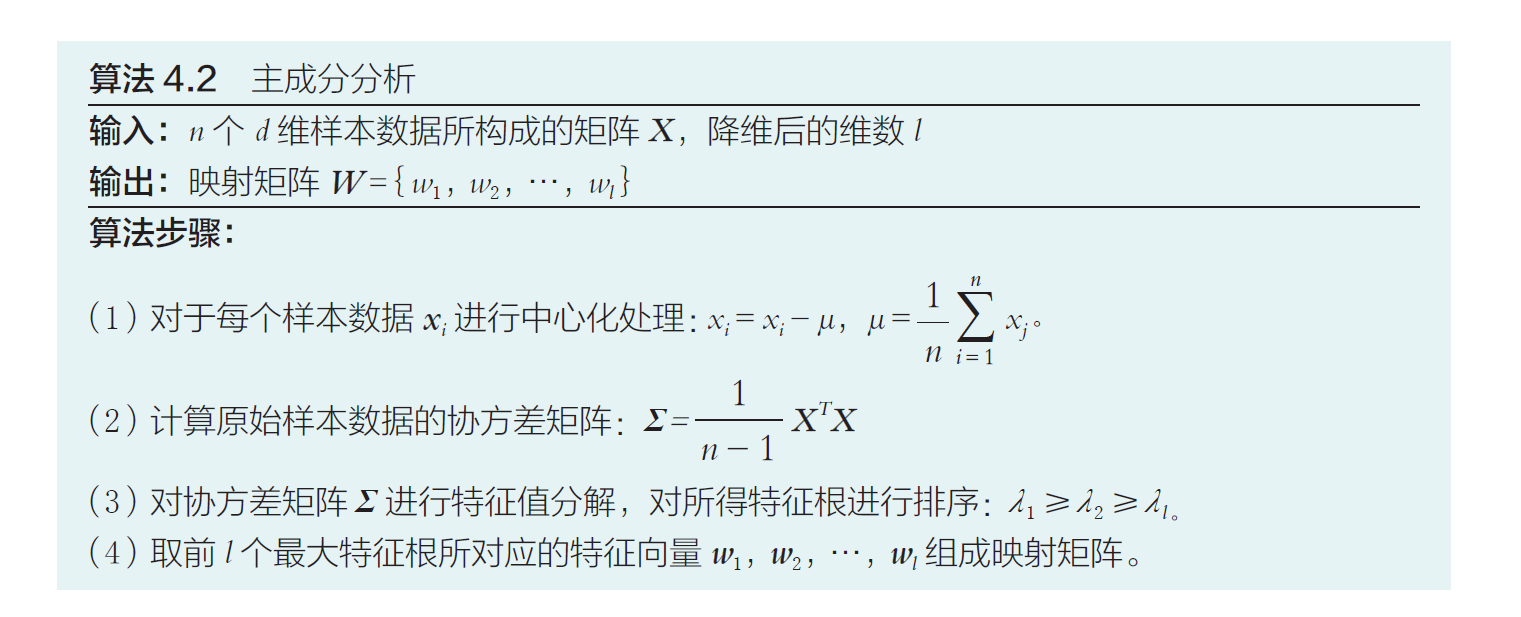 算法 4.2 主成分分析
输入：n 个 d 维样本数据所构成的矩阵 X，降维后的维数 l
输出：映射矩阵 W={w₁，w₂，…，wₗ}
算法步骤：
（1）对于每个样本数据 xᵢ 进行中心化处理：xᵢ=xᵢ−μ，μ=\frac{1}{n}\sum_{i=1}^{n} xⱼ。
（2）计算原始样本数据的协方差矩阵：Σ=\frac{1}{n−1} XᵀX
（3）对协方差矩阵 Σ 进行特征值分解，对所得特征根进行排序：λ₁≥λ₂≥λₗ。
（4）取前 l 个最大特征根所对应的特征向量 w₁，w₂，…，wₗ 组成映射矩阵。